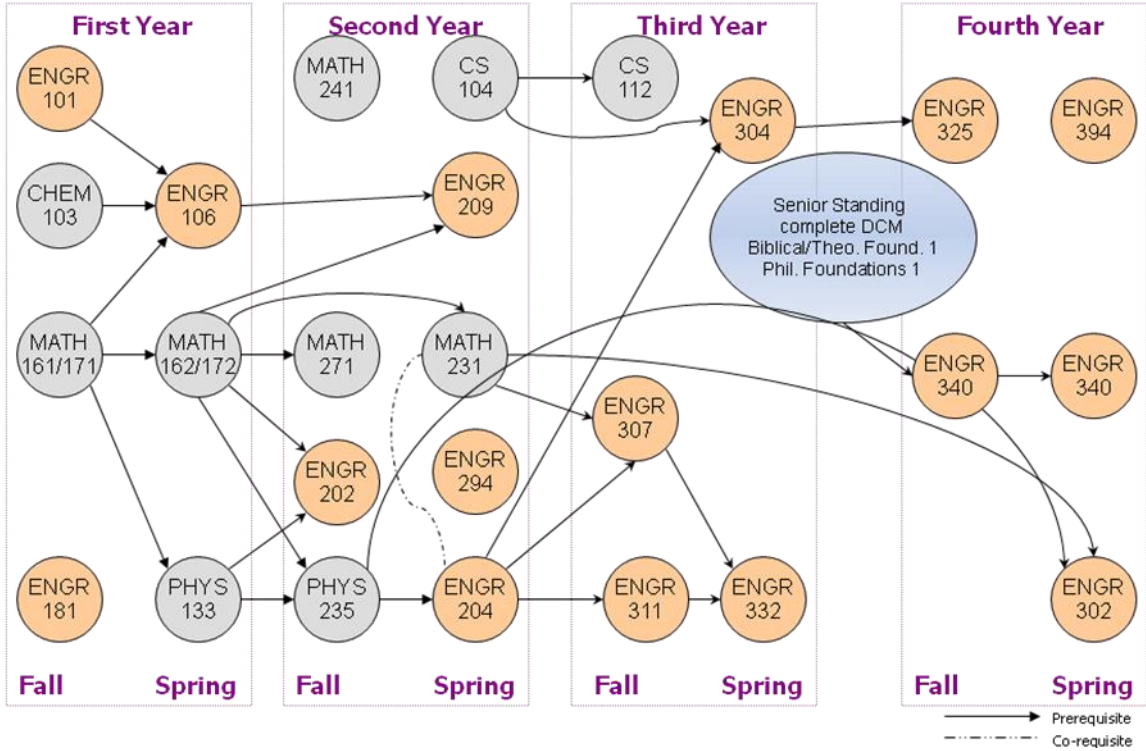 First Year
Second Year
Third Year
Fourth Year
ENGR
101
MATH
241
CS
104
CS
112
ENGR
304
ENGR
325
ENGR
394
CHEM
103
ENGR
106
ENGR
209
Senior Standing
complete DCM
Biblical/Theo. Found. 1
Phil. Foundations 1
MATH
161/171
MATH
162/172
MATH
271
MATH
231
ENGR
340
ENGR
340
ENGR
307
ENGR
202
ENGR
294
ENGR
181
PHYS
133
PHYS
235
ENGR
204
ENGR
311
ENGR
332
ENGR
302
Fall
Spring
Fall
Spring
Fall
Spring
Fall
Spring
Prerequisite
Co-requisite